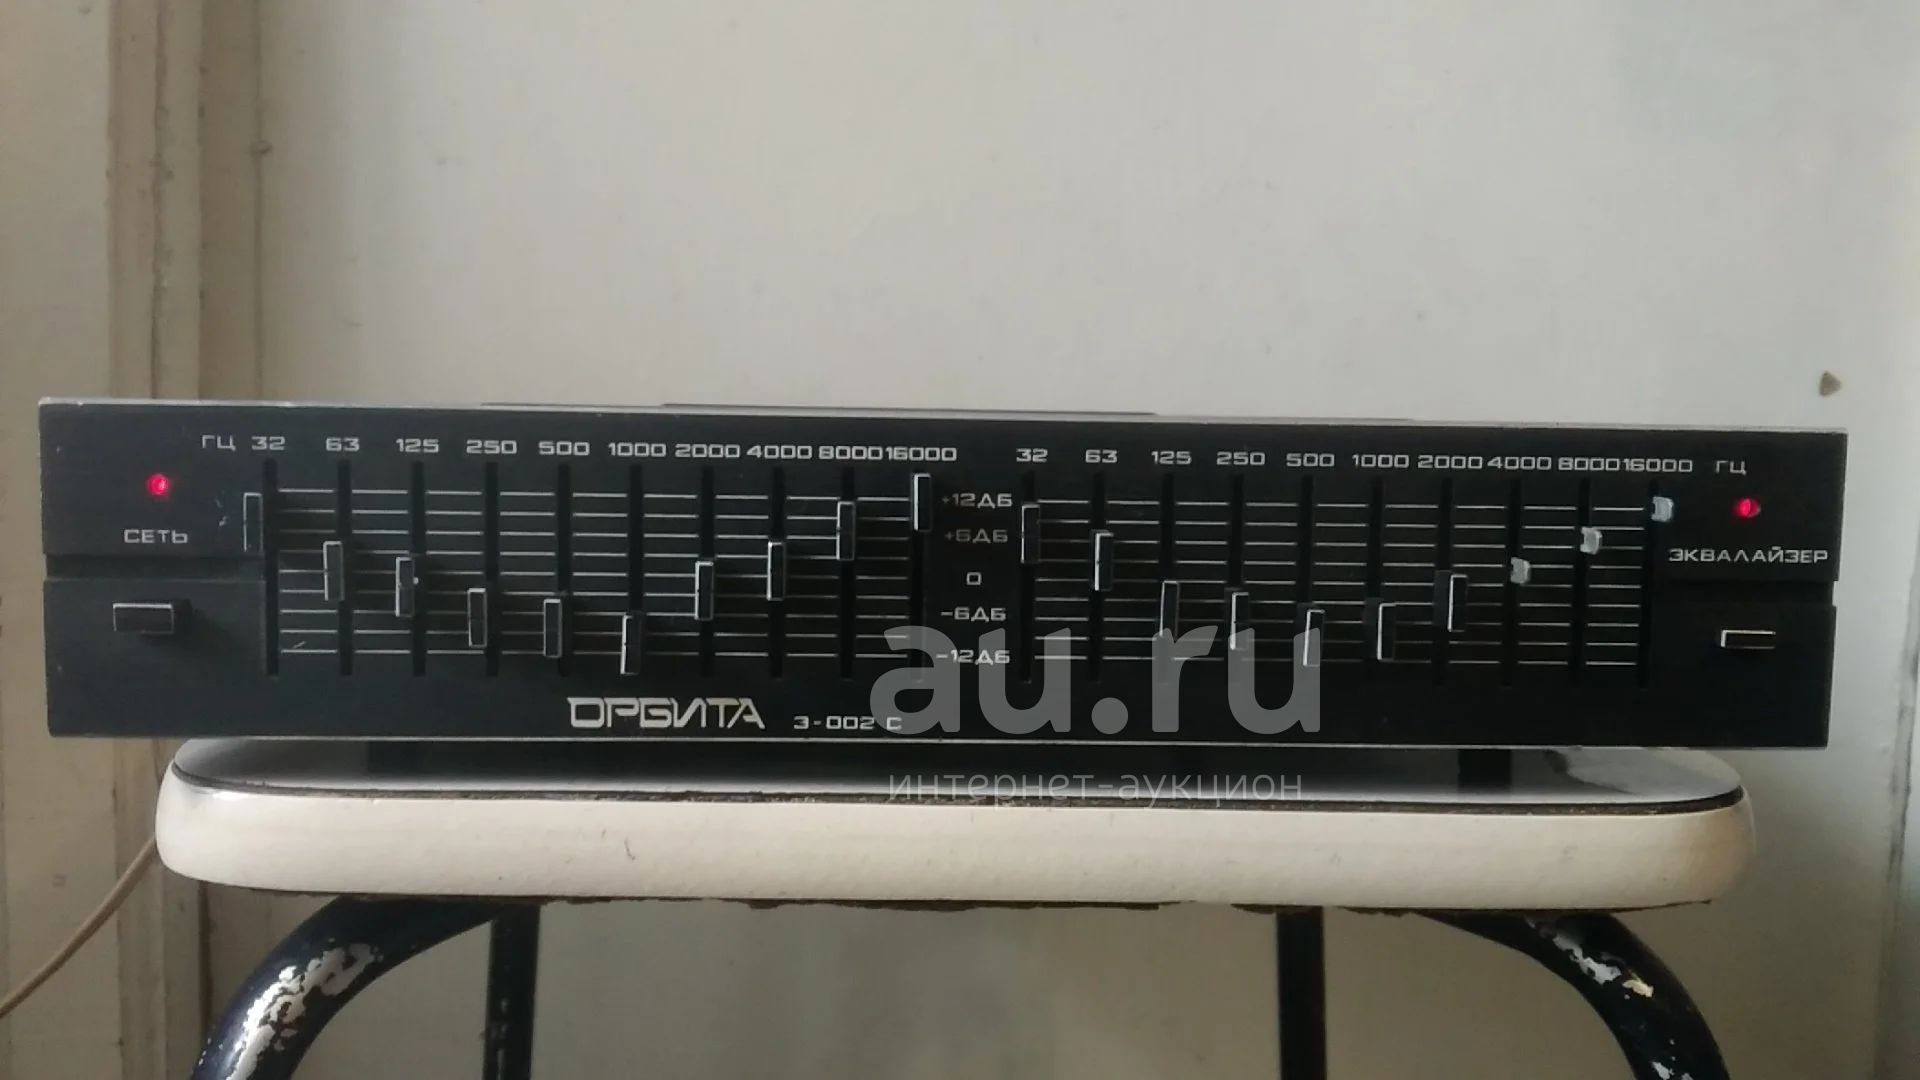 ГЦ 32 63 125 250 500 1000 2000 4000 8000 16000
32 63 125 250 500 1000 2000 4000 8000 16000 ГЦ
+12ДБ
+6ДБ
0
-6ДБ
-12ДБ
СЕТЬ
ЭКВАЛАЙЗЕР
ОРБИТА Э-002 С
au.ru
интернет-аукцион